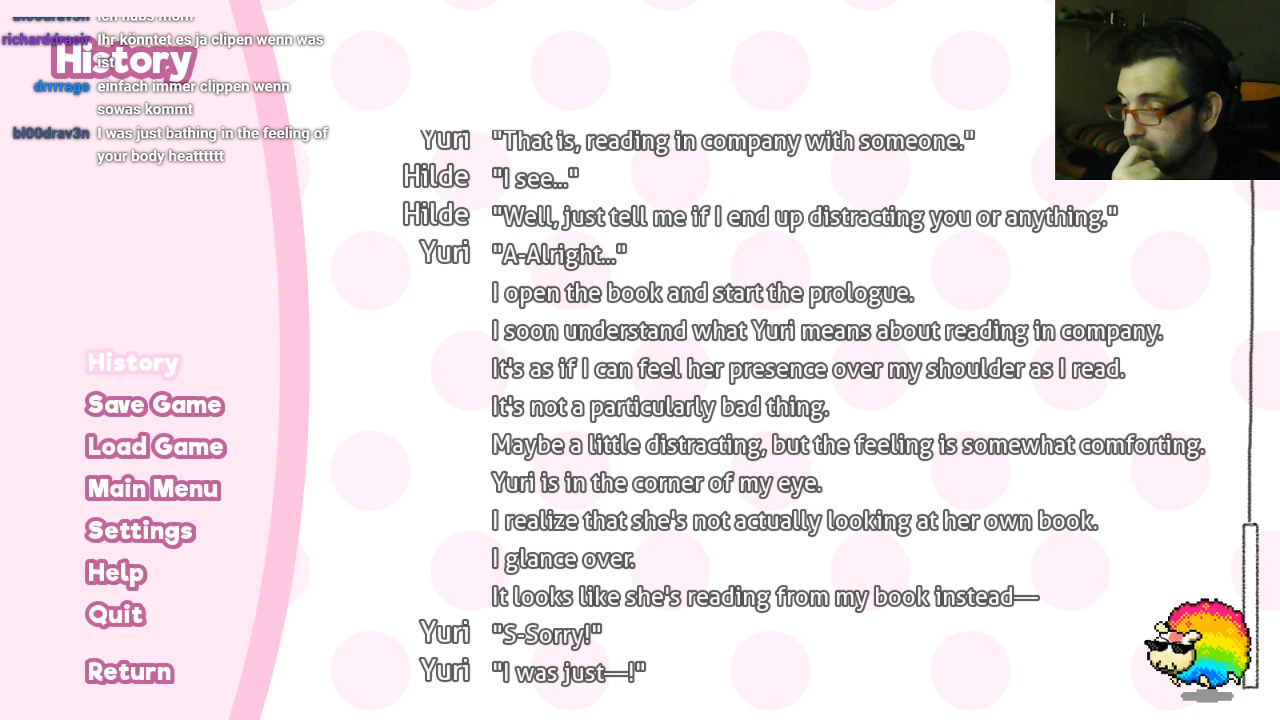 bl00drav3n ich habs mom
richarddracir Ihr könntet es ja clipen wenn was
ist
drrrrago einfach immer clippen wenn
sowas kommt
bl00drav3n I was just bathing in the feeling of
your body heatttttt
History
Yuri "That is, reading in company with someone."
Hilde "I see..."
Hilde "Well, just tell me if I end up distracting you or anything."
Yuri "A-Alright..."
I open the book and start the prologue.
I soon understand what Yuri means about reading in company.
It's as if I can feel her presence over my shoulder as I read.
It's not a particularly bad thing.
Maybe a little distracting, but the feeling is somewhat comforting.
Yuri is in the corner of my eye.
I realize that she's not actually looking at her own book.
I glance over.
It looks like she's reading from my book instead—
Yuri "S-Sorry!"
Yuri "I was just—!"
History
Save Game
Load Game
Main Menu
Settings
Help
Quit
Return